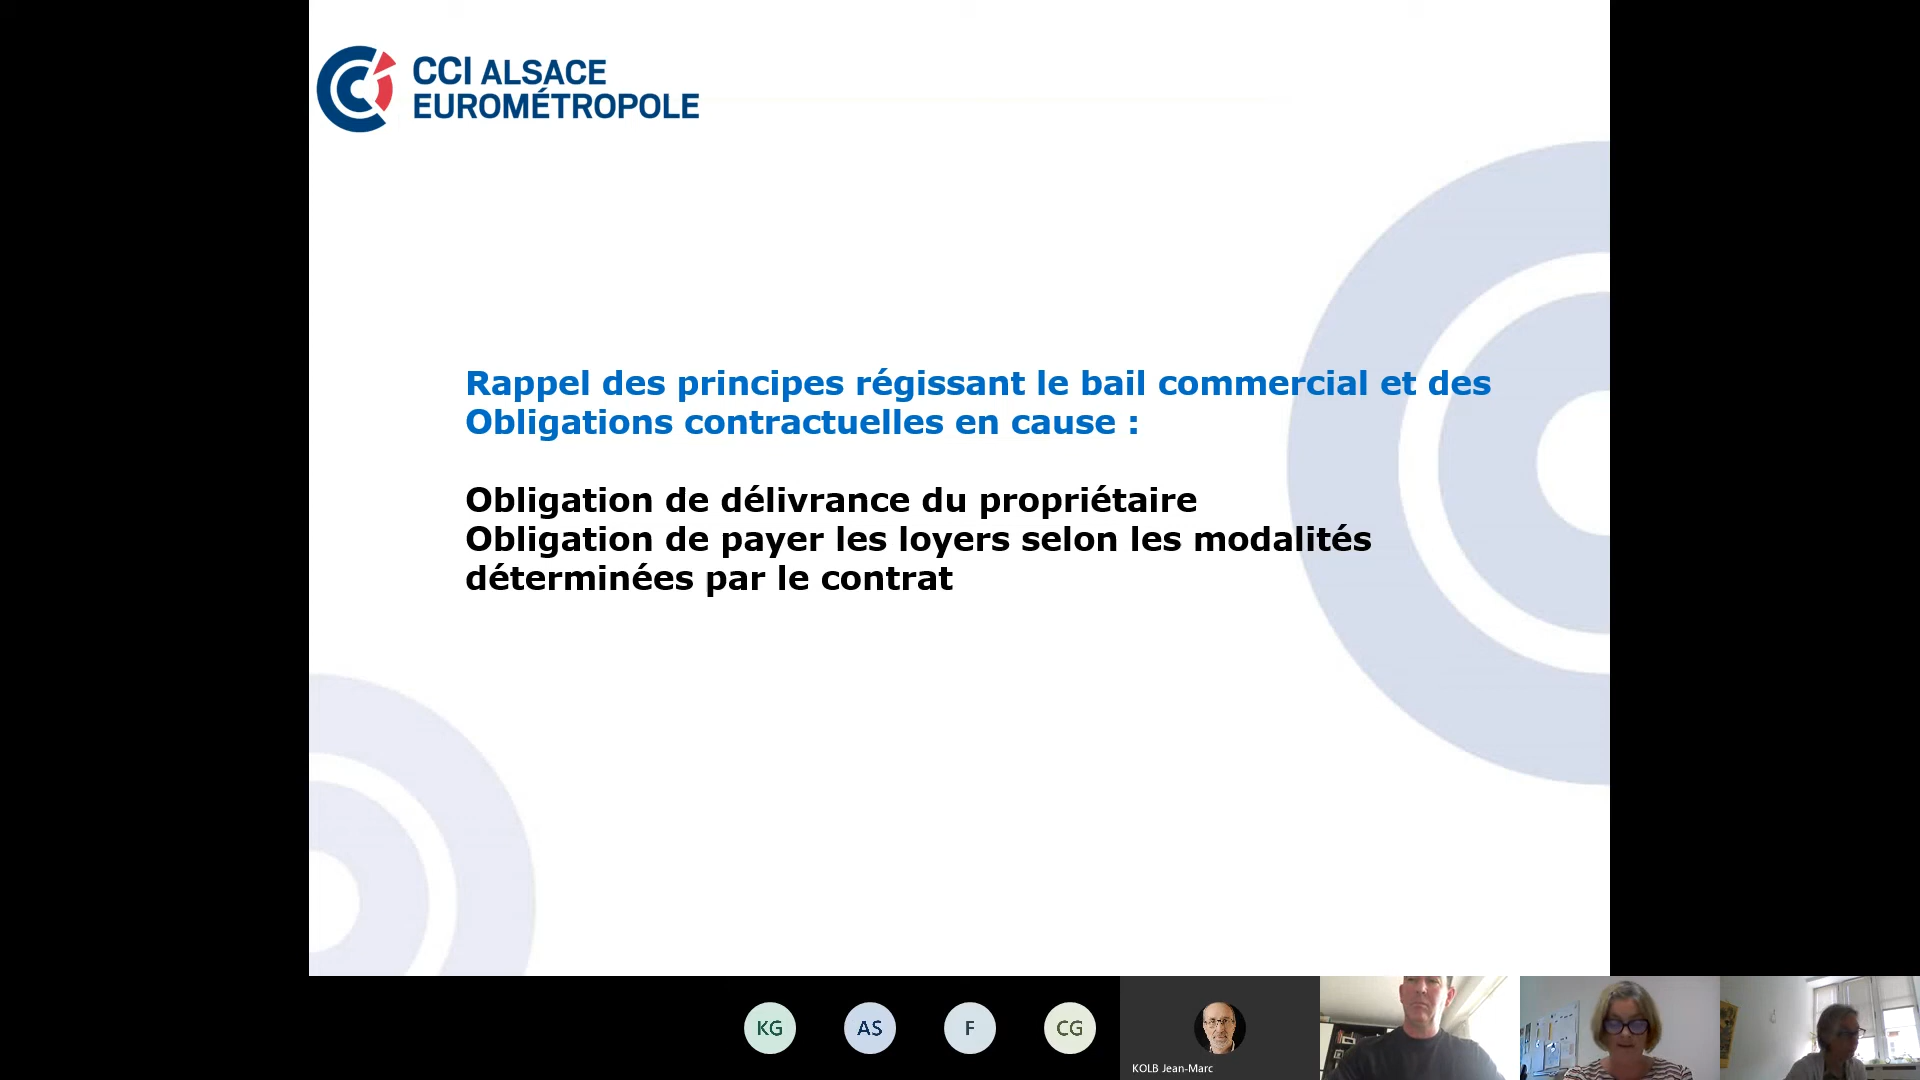 CCI ALSACE
EUROMÉTROPOLE
Rappel des principes régissant le bail commercial et des
Obligations contractuelles en cause :
Obligation de délivrance du propriétaire
Obligation de payer les loyers selon les modalités
déterminées par le contrat
KG
AS
F
CG
KOLB Jean-Marc